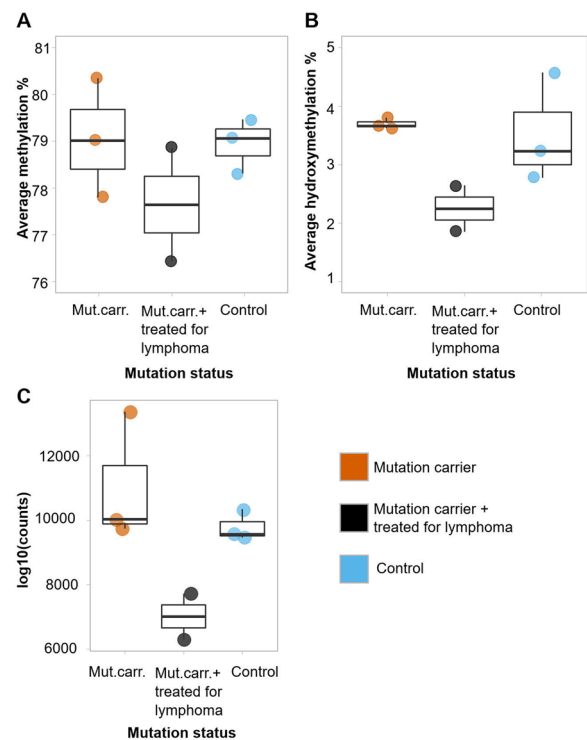 A
Average methylation %
81
80
79
78
77
76
Mut.carr.
Mut.carr.+
treated for
lymphoma
Control
Mutation status
B
Average hydroxymethylation %
5
4
3
2
1
Mut.carr.
Mut.carr.+
treated for
lymphoma
Control
Mutation status
C
log10(counts)
12000
10000
8000
6000
Mut.carr.
Mut.carr.+
treated for
lymphoma
Control
Mutation status
Mutation carrier
Mutation carrier +
treated for lymphoma
Control